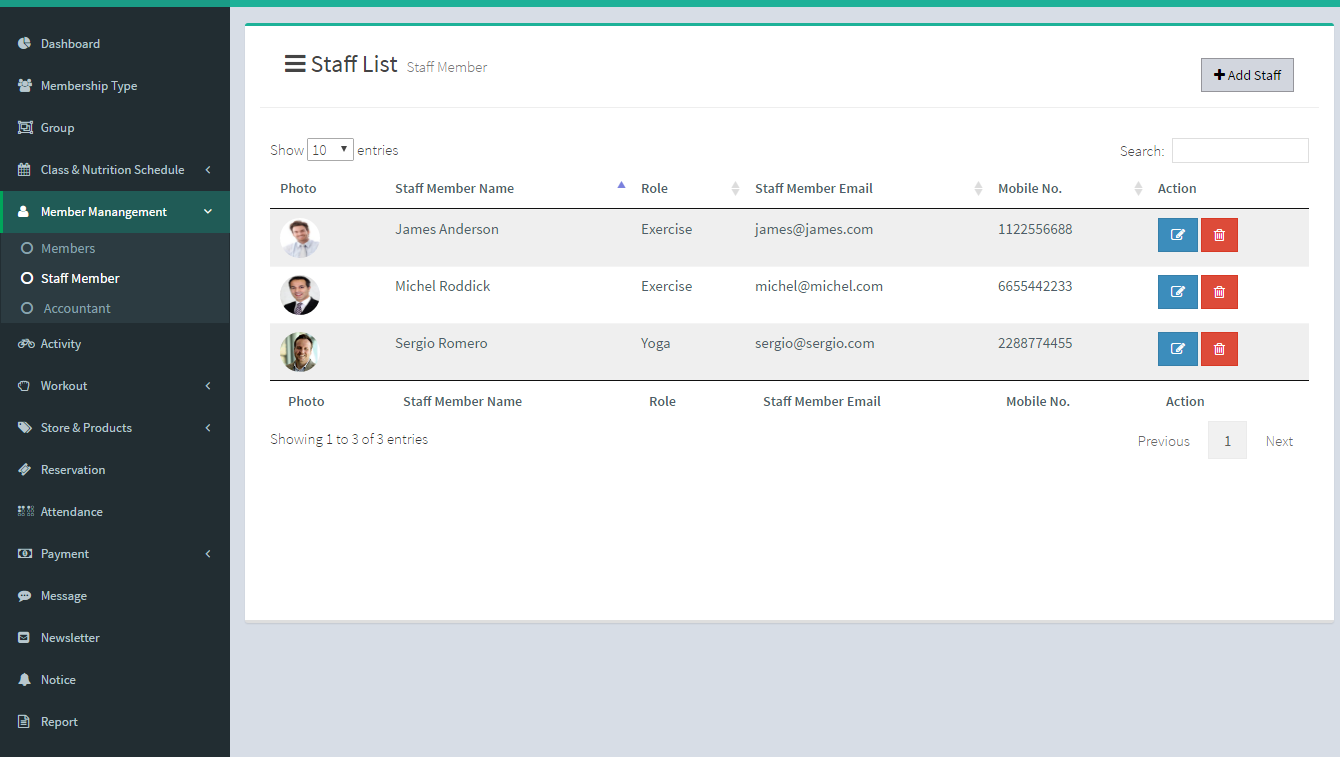 Dashboard
Membership Type
Group
Class & Nutrition Schedule
Member Manangement
Members
Staff Member
Accountant
Activity
Workout
Store & Products
Reservation
Attendance
Payment
Message
Newsletter
Notice
Report
Staff List Staff Member
Add Staff
Show 10 entries
Search:
Photo Staff Member Name Role Staff Member Email Mobile No. Action
James Anderson Exercise james@james.com 1122556688
Michel Roddick Exercise michel@michel.com 6655442233
Sergio Romero Yoga sergio@sergio.com 2288774455
Photo Staff Member Name Role Staff Member Email Mobile No. Action
Showing 1 to 3 of 3 entries
Previous 1 Next